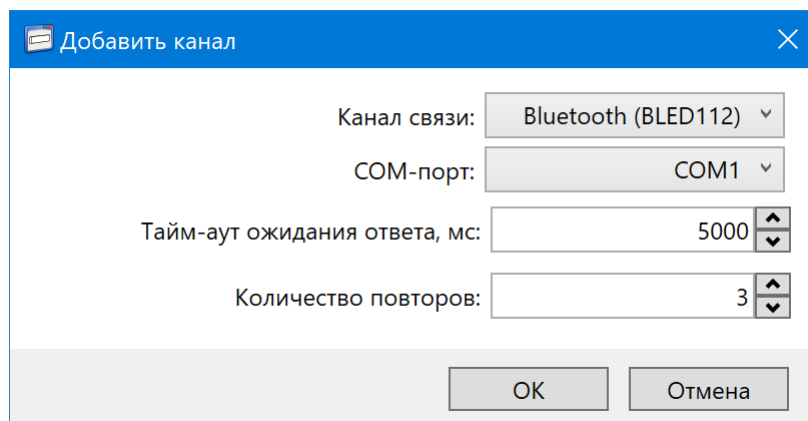 Добавить канал
Канал связи: Bluetooth (BLED112)
COM-порт: COM1
Тайм-аут ожидания ответа, мс: 5000
Количество повторов: 3
OK Отмена